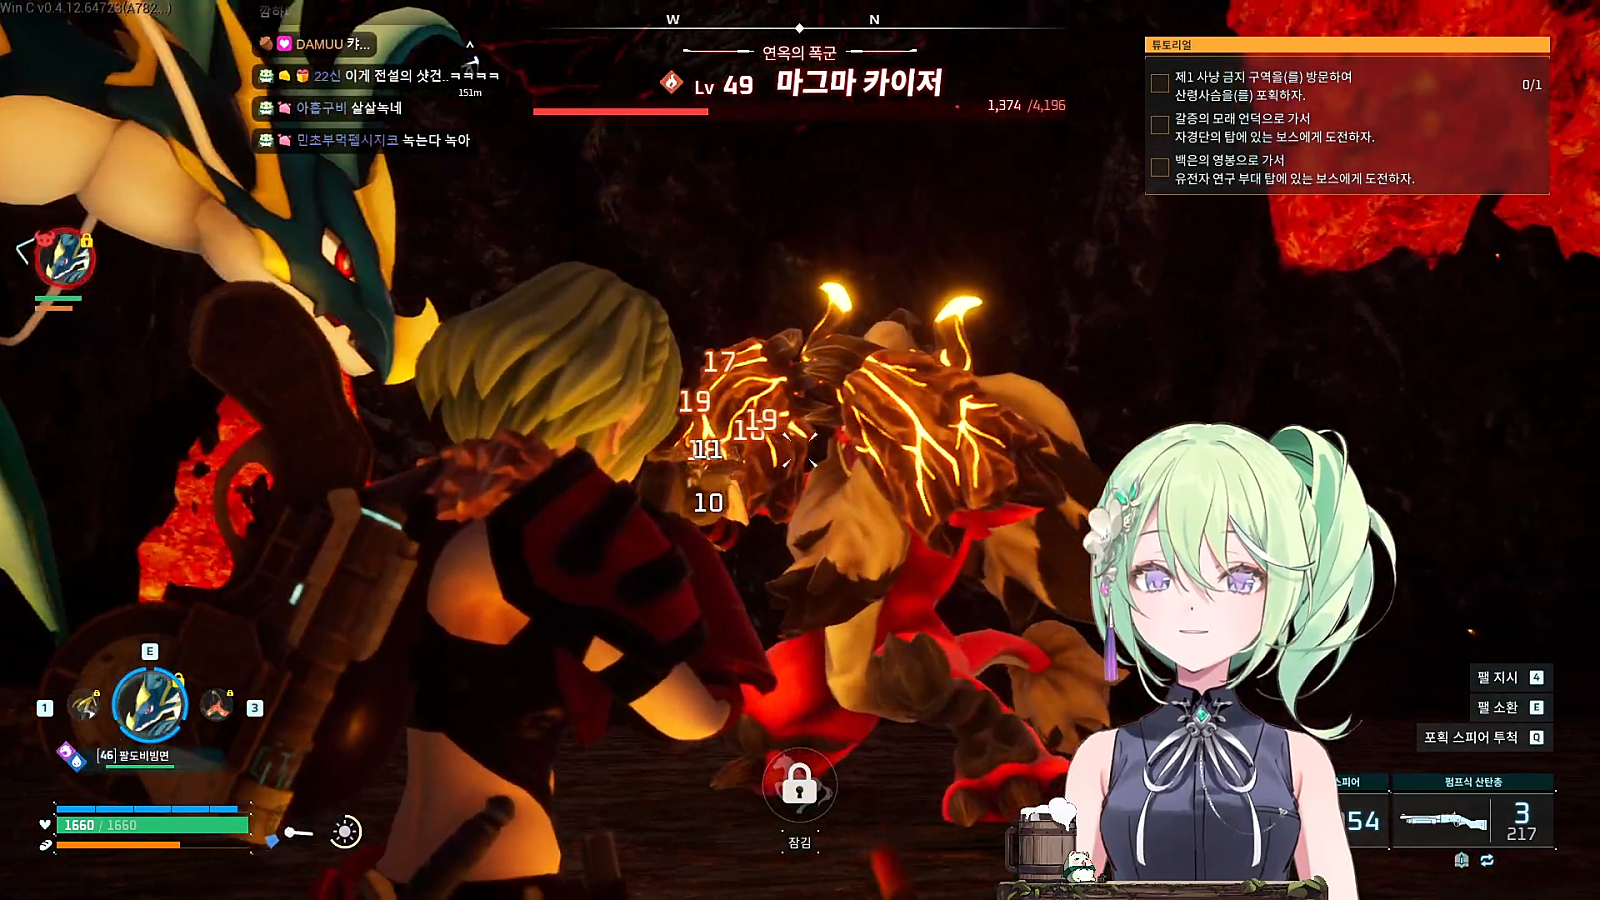 Win C v0.4.12.64723(A782...)
DAMUU 캬...
22신 이게 전설의 샷건..ㅋㅋㅋㅋ
아홉구비 살살녹네
민초부먹펩시지코 녹는다 녹아
151m
W
N
연옥의 폭군
Lv 49 마그마 카이저
1,374 /4,196
튜토리얼
제1 사냥 금지 구역을(를) 방문하여
산령사슴을(를) 포획하자.
0/1
갈증의 모래 언덕으로 가서
자경단의 탑에 있는 보스에게 도전하자.
백은의 영봉으로 가서
유전자 연구 부대 탑에 있는 보스에게 도전하자.
17
19
19
11
10
E
1
3
[46] 팔도비빔면
1660 / 1660
잠김
팰 지시 4
팰 소환 E
포획 스피어 투척 Q
스피어
54
펌프식 산탄총
3
217